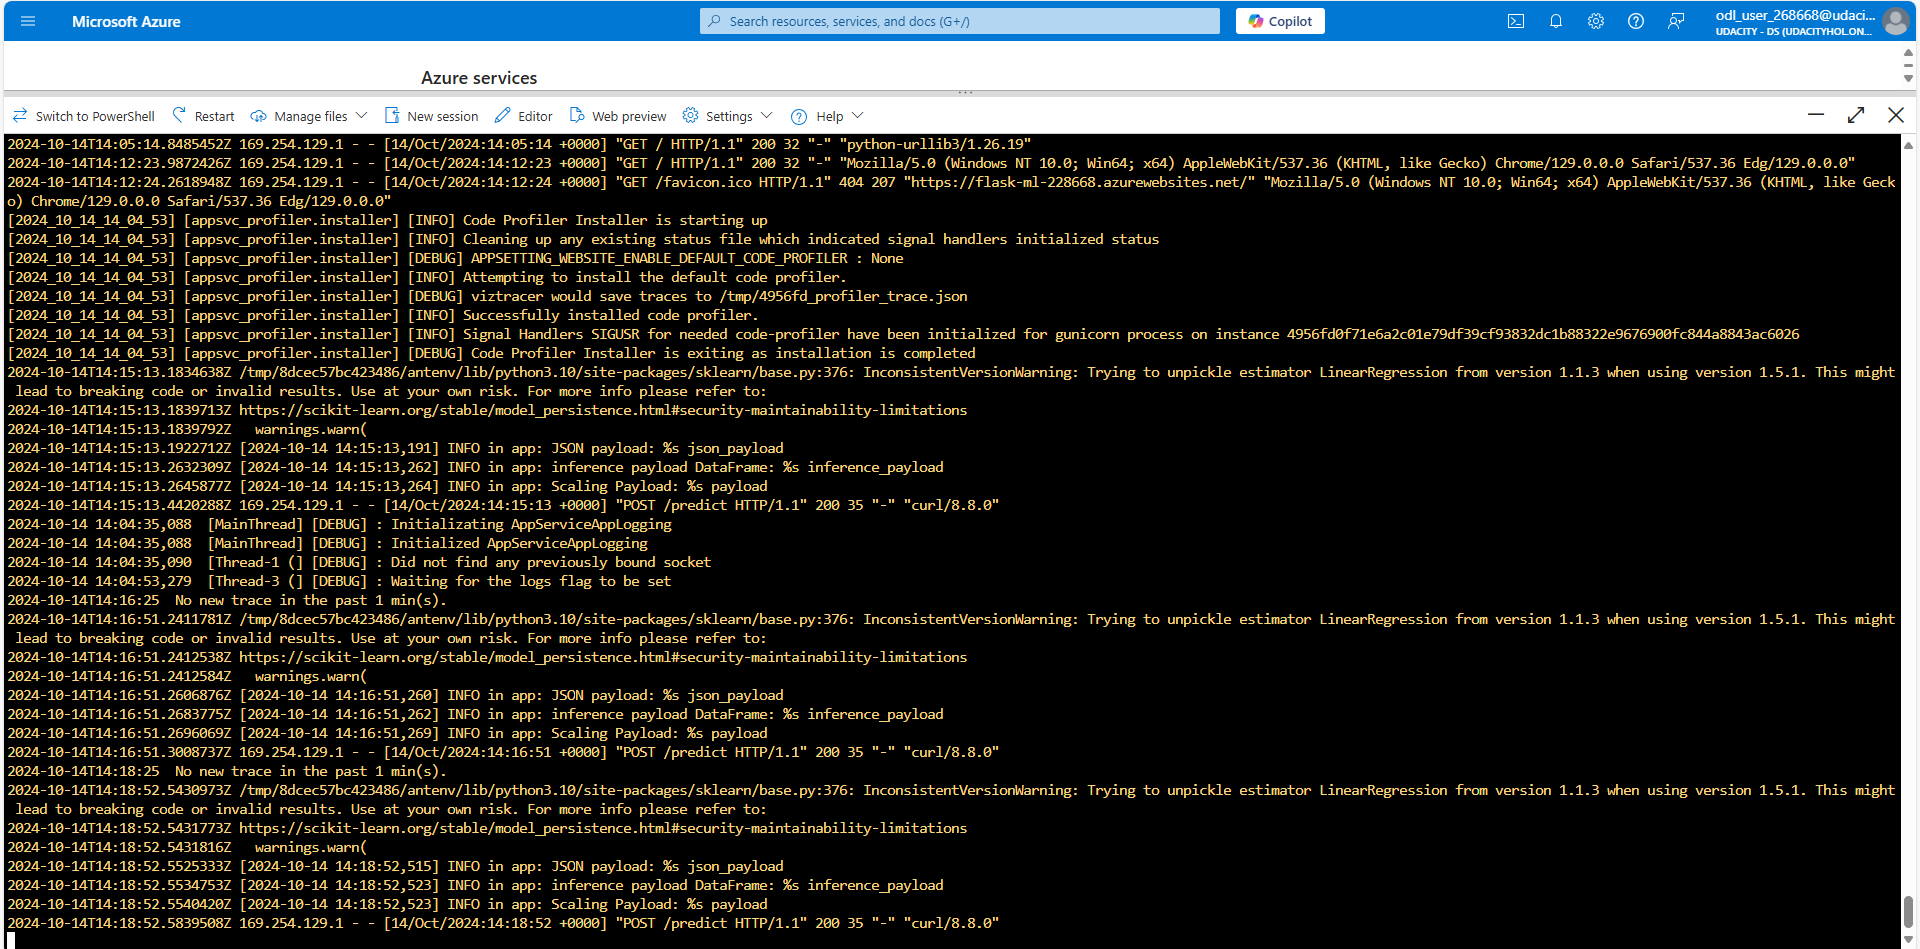 Microsoft Azure
Search resources, services, and docs (G+/)
Copilot
odl_user_268668@udaci...
UDACITY - DS (UDACITYHOL.ON...
Azure services
Switch to PowerShell Restart Manage files New session Editor Web preview Settings Help
2024-10-14T14:05:14.8485452Z 169.254.129.1 - - [14/Oct/2024:14:05:14 +0000] "GET / HTTP/1.1" 200 32 "-" "python-urllib3/1.26.19"
2024-10-14T14:12:23.9872426Z 169.254.129.1 - - [14/Oct/2024:14:12:23 +0000] "GET / HTTP/1.1" 200 32 "-" "Mozilla/5.0 (Windows NT 10.0; Win64; x64) AppleWebKit/537.36 (KHTML, like Gecko) Chrome/129.0.0.0 Safari/537.36 Edg/129.0.0.0"
2024-10-14T14:12:24.2618948Z 169.254.129.1 - - [14/Oct/2024:14:12:24 +0000] "GET /favicon.ico HTTP/1.1" 404 207 "https://flask-ml-228668.azurewebsites.net/" "Mozilla/5.0 (Windows NT 10.0; Win64; x64) AppleWebKit/537.36 (KHTML, like Geck
o) Chrome/129.0.0.0 Safari/537.36 Edg/129.0.0.0"
[2024_10_14_14_04_53] [appsvc_profiler.installer] [INFO] Code Profiler Installer is starting up
[2024_10_14_14_04_53] [appsvc_profiler.installer] [INFO] Cleaning up any existing status file which indicated signal handlers initialized status
[2024_10_14_14_04_53] [appsvc_profiler.installer] [DEBUG] APPSETTING_WEBSITE_ENABLE_DEFAULT_CODE_PROFILER : None
[2024_10_14_14_04_53] [appsvc_profiler.installer] [INFO] Attempting to install the default code profiler.
[2024_10_14_14_04_53] [appsvc_profiler.installer] [DEBUG] viztracer would save traces to /tmp/4956fd_profiler_trace.json
[2024_10_14_14_04_53] [appsvc_profiler.installer] [INFO] Successfully installed code profiler.
[2024_10_14_14_04_53] [appsvc_profiler.installer] [INFO] Signal Handlers SIGUSR for needed code-profiler have been initialized for gunicorn process on instance 4956fd0f71e6a2c01e79df39cf93832dc1b88322e9676900fc844a8843ac6026
[2024_10_14_14_04_53] [appsvc_profiler.installer] [DEBUG] Code Profiler Installer is exiting as installation is completed
2024-10-14T14:15:13.1834638Z /tmp/8dcec57bc423486/antenv/lib/python3.10/site-packages/sklearn/base.py:376: InconsistentVersionWarning: Trying to unpickle estimator LinearRegression from version 1.1.3 when using version 1.5.1. This might
lead to breaking code or invalid results. Use at your own risk. For more info please refer to:
2024-10-14T14:15:13.1839713Z https://scikit-learn.org/stable/model_persistence.html#security-maintainability-limitations
2024-10-14T14:15:13.1839792Z   warnings.warn(
2024-10-14T14:15:13.1922712Z [2024-10-14 14:15:13,191] INFO in app: JSON payload: %s json_payload
2024-10-14T14:15:13.2632309Z [2024-10-14 14:15:13,262] INFO in app: inference payload DataFrame: %s inference_payload
2024-10-14T14:15:13.2645877Z [2024-10-14 14:15:13,264] INFO in app: Scaling Payload: %s payload
2024-10-14T14:15:13.4420288Z 169.254.129.1 - - [14/Oct/2024:14:15:13 +0000] "POST /predict HTTP/1.1" 200 35 "-" "curl/8.8.0"
2024-10-14 14:04:35,088  [MainThread] [DEBUG] : Initializating AppServiceAppLogging
2024-10-14 14:04:35,088  [MainThread] [DEBUG] : Initialized AppServiceAppLogging
2024-10-14 14:04:35,090  [Thread-1 (] [DEBUG] : Did not find any previously bound socket
2024-10-14 14:04:53,279  [Thread-3 (] [DEBUG] : Waiting for the logs flag to be set
2024-10-14T14:16:25  No new trace in the past 1 min(s).
2024-10-14T14:16:51.2411781Z /tmp/8dcec57bc423486/antenv/lib/python3.10/site-packages/sklearn/base.py:376: InconsistentVersionWarning: Trying to unpickle estimator LinearRegression from version 1.1.3 when using version 1.5.1. This might
lead to breaking code or invalid results. Use at your own risk. For more info please refer to:
2024-10-14T14:16:51.2412538Z https://scikit-learn.org/stable/model_persistence.html#security-maintainability-limitations
2024-10-14T14:16:51.2412584Z   warnings.warn(
2024-10-14T14:16:51.2606876Z [2024-10-14 14:16:51,260] INFO in app: JSON payload: %s json_payload
2024-10-14T14:16:51.2683775Z [2024-10-14 14:16:51,262] INFO in app: inference payload DataFrame: %s inference_payload
2024-10-14T14:16:51.2696069Z [2024-10-14 14:16:51,269] INFO in app: Scaling Payload: %s payload
2024-10-14T14:16:51.3008737Z 169.254.129.1 - - [14/Oct/2024:14:16:51 +0000] "POST /predict HTTP/1.1" 200 35 "-" "curl/8.8.0"
2024-10-14T14:18:25  No new trace in the past 1 min(s).
2024-10-14T14:18:52.5430973Z /tmp/8dcec57bc423486/antenv/lib/python3.10/site-packages/sklearn/base.py:376: InconsistentVersionWarning: Trying to unpickle estimator LinearRegression from version 1.1.3 when using version 1.5.1. This might
lead to breaking code or invalid results. Use at your own risk. For more info please refer to:
2024-10-14T14:18:52.5431773Z https://scikit-learn.org/stable/model_persistence.html#security-maintainability-limitations
2024-10-14T14:18:52.5431816Z   warnings.warn(
2024-10-14T14:18:52.5525333Z [2024-10-14 14:18:52,515] INFO in app: JSON payload: %s json_payload
2024-10-14T14:18:52.5534753Z [2024-10-14 14:18:52,523] INFO in app: inference payload DataFrame: %s inference_payload
2024-10-14T14:18:52.5540420Z [2024-10-14 14:18:52,523] INFO in app: Scaling Payload: %s payload
2024-10-14T14:18:52.5839508Z 169.254.129.1 - - [14/Oct/2024:14:18:52 +0000] "POST /predict HTTP/1.1" 200 35 "-" "curl/8.8.0"